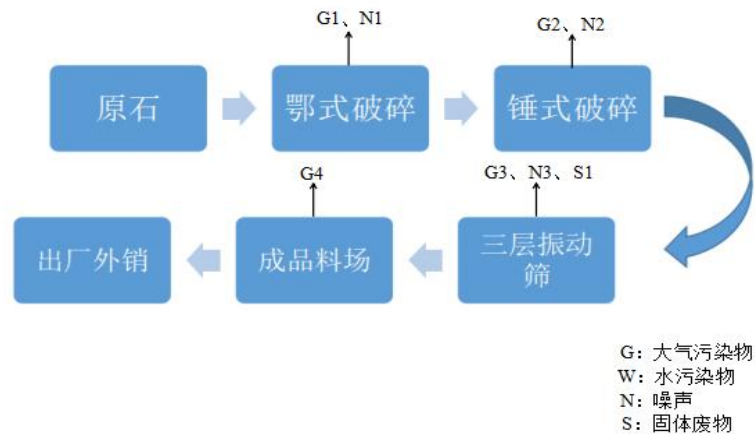 G1、N1
G2、N2
原石
鄂式破碎
锤式破碎
G4
G3、N3、S1
出厂外销
成品料场
三层振动
筛
G：大气污染物
W：水污染物
N：噪声
S：固体废物